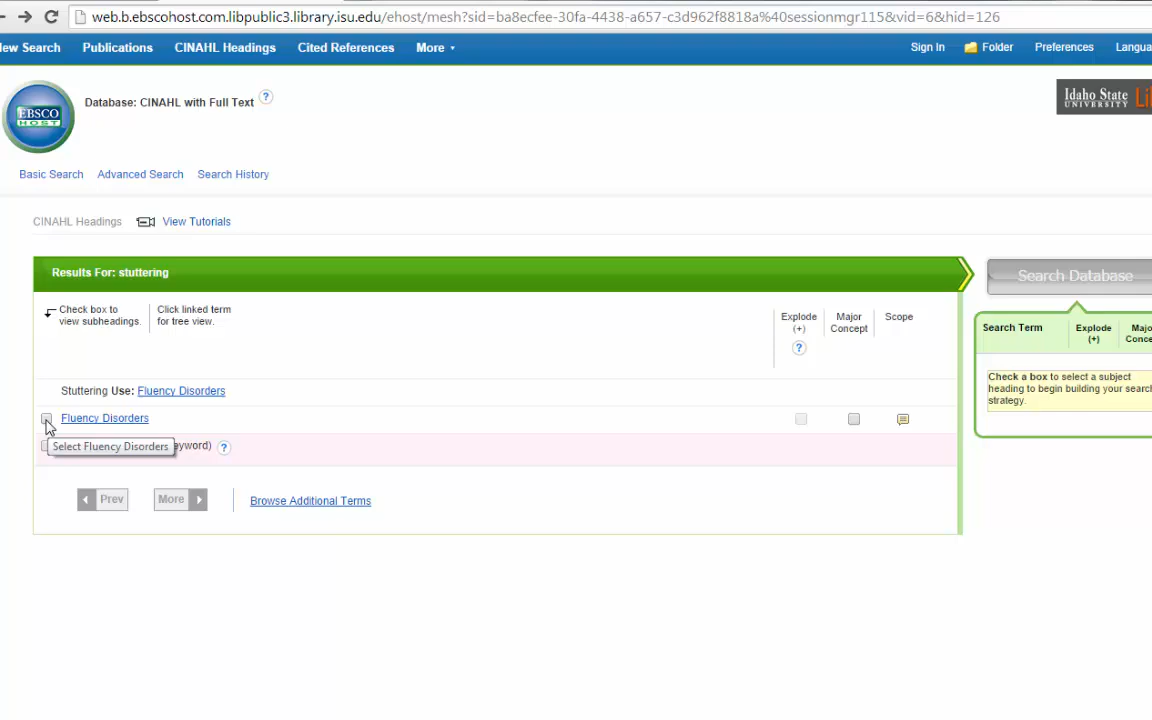 web.b.ebscohost.com.libpublic3.library.isu.edu/ehost/mesh?sid=ba8ecfee-30fa-4438-a657-c3d962f8818a%40sessionmgr115&vid=6&hid=126
ew Search Publications CINAHL Headings Cited References More Sign In Folder Preferences Langua
EBSCO
HOST
Database: CINAHL with Full Text ?
Idaho State
UNIVERSITY Li
Basic Search Advanced Search Search History
CINAHL Headings View Tutorials
Results For: stuttering
Search Database
Check box to
view subheadings.
Click linked term
for tree view.
Explode
(+)
?
Major
Concept
Scope
Search Term
Explode
(+)
Majo
Conce
Stuttering Use: Fluency Disorders
Check a box to select a subject
heading to begin building your search
strategy.
Fluency Disorders
Select Fluency Disorders eyword) ?
Prev More Browse Additional Terms